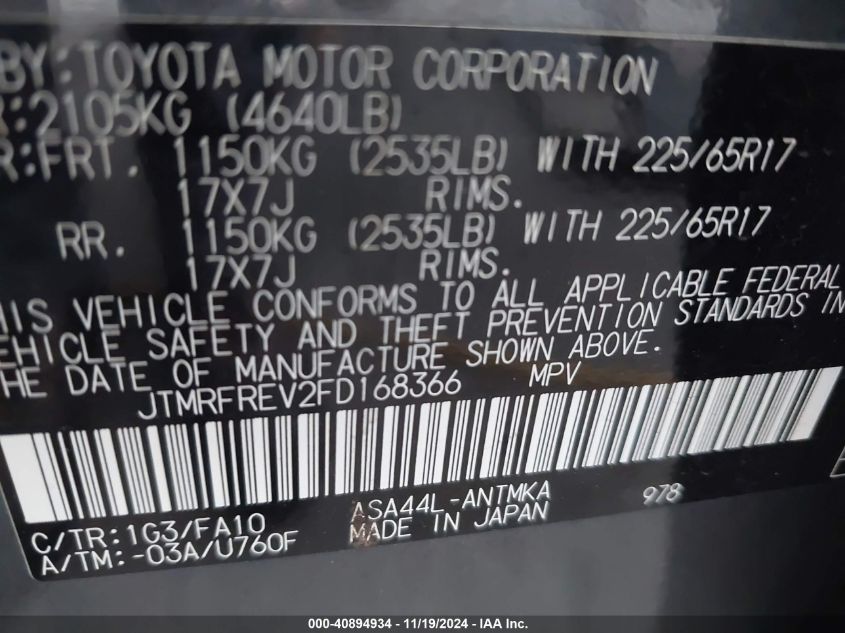 BY:TOYOTA MOTOR CORPORATION
R:2105KG (4640LB)
R:FRT. 1150KG (2535LB) WITH 225/65R17
17X7J RIMS.
RR. 1150KG (2535LB) WITH 225/65R17
17X7J RIMS.
HIS VEHICLE CONFORMS TO ALL APPLICABLE FEDERAL
EHICLE SAFETY AND THEFT PREVENTION STANDARDS IN
HE DATE OF MANUFACTURE SHOWN ABOVE.
JTMRFREV2FD168366 MPV
C/TR:1G3/FA10 ASA44L-ANTMKA 978
A/TM:-03A/U760F MADE IN JAPAN
000-40894934 - 11/19/2024 - IAA Inc.